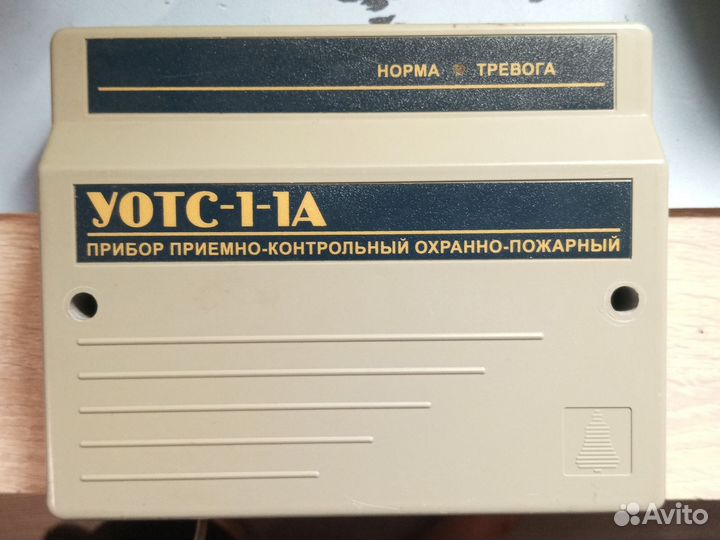 НОРМА ТРЕВОГА
УОТС-1-1А
ПРИБОР ПРИЕМНО-КОНТРОЛЬНЫЙ ОХРАННО-ПОЖАРНЫЙ
Avito